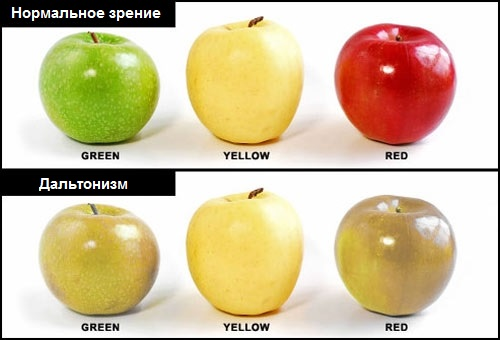 Нормальное зрение
GREEN YELLOW RED
Дальтонизм
GREEN YELLOW RED